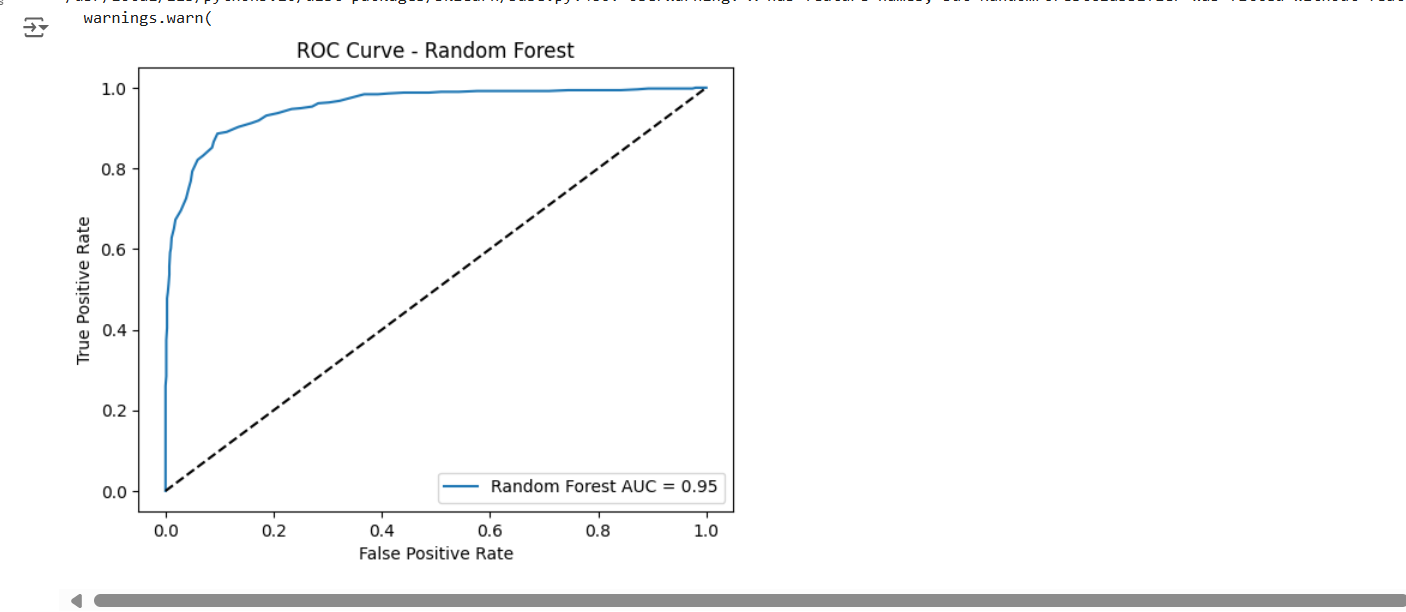 warnings.warn(
ROC Curve - Random Forest
1.0
0.8
0.6
0.4
0.2
0.0
True Positive Rate
Random Forest AUC = 0.95
0.0 0.2 0.4 0.6 0.8 1.0
False Positive Rate